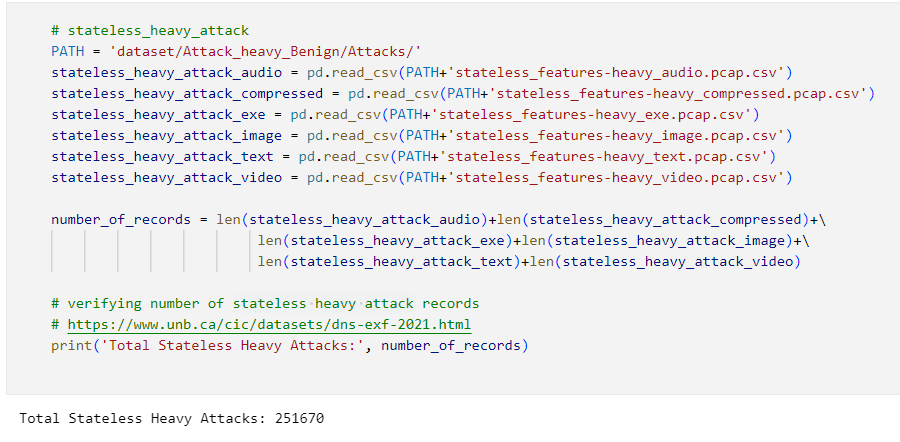 # stateless_heavy_attack
PATH = 'dataset/Attack_heavy_Benign/Attacks/'
stateless_heavy_attack_audio = pd.read_csv(PATH+'stateless_features-heavy_audio.pcap.csv')
stateless_heavy_attack_compressed = pd.read_csv(PATH+'stateless_features-heavy_compressed.pcap.csv')
stateless_heavy_attack_exe = pd.read_csv(PATH+'stateless_features-heavy_exe.pcap.csv')
stateless_heavy_attack_image = pd.read_csv(PATH+'stateless_features-heavy_image.pcap.csv')
stateless_heavy_attack_text = pd.read_csv(PATH+'stateless_features-heavy_text.pcap.csv')
stateless_heavy_attack_video = pd.read_csv(PATH+'stateless_features-heavy_video.pcap.csv')
number_of_records = len(stateless_heavy_attack_audio)+len(stateless_heavy_attack_compressed)+\
len(stateless_heavy_attack_exe)+len(stateless_heavy_attack_image)+\
len(stateless_heavy_attack_text)+len(stateless_heavy_attack_video)
# verifying number of stateless heavy attack records
# https://www.unb.ca/cic/datasets/dns-exf-2021.html
print('Total Stateless Heavy Attacks:', number_of_records)
Total Stateless Heavy Attacks: 251670